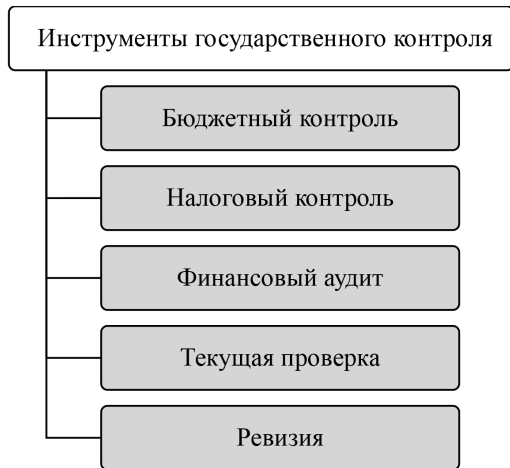 Инструменты государственного контроля
Бюджетный контроль
Налоговый контроль
Финансовый аудит
Текущая проверка
Ревизия